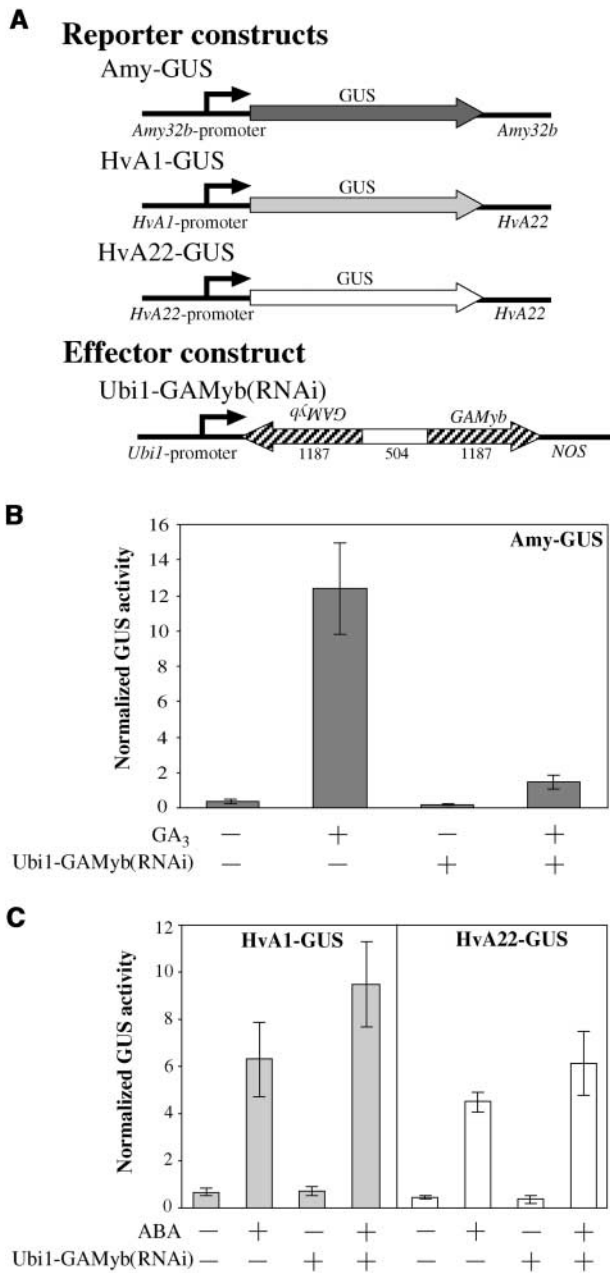 A
Reporter constructs
Amy-GUS
GUS
Amy32b-promoter
Amy32b
HvA1-GUS
GUS
HvA1-promoter
HvA22
HvA22-GUS
GUS
HvA22-promoter
HvA22
Effector construct
Ubi1-GAMyb(RNAi)
GAMyb
GAMyb
Ubi1-promoter
1187
504
1187
NOS
B
Amy-GUS
Normalized GUS activity
16
14
12
10
8
6
4
2
0
GA3 − + − +
Ubi1-GAMyb(RNAi) − − + +
C
HvA1-GUS
HvA22-GUS
Normalized GUS activity
12
10
8
6
4
2
0
ABA − + − + − + − +
Ubi1-GAMyb(RNAi) − − + + − − + +